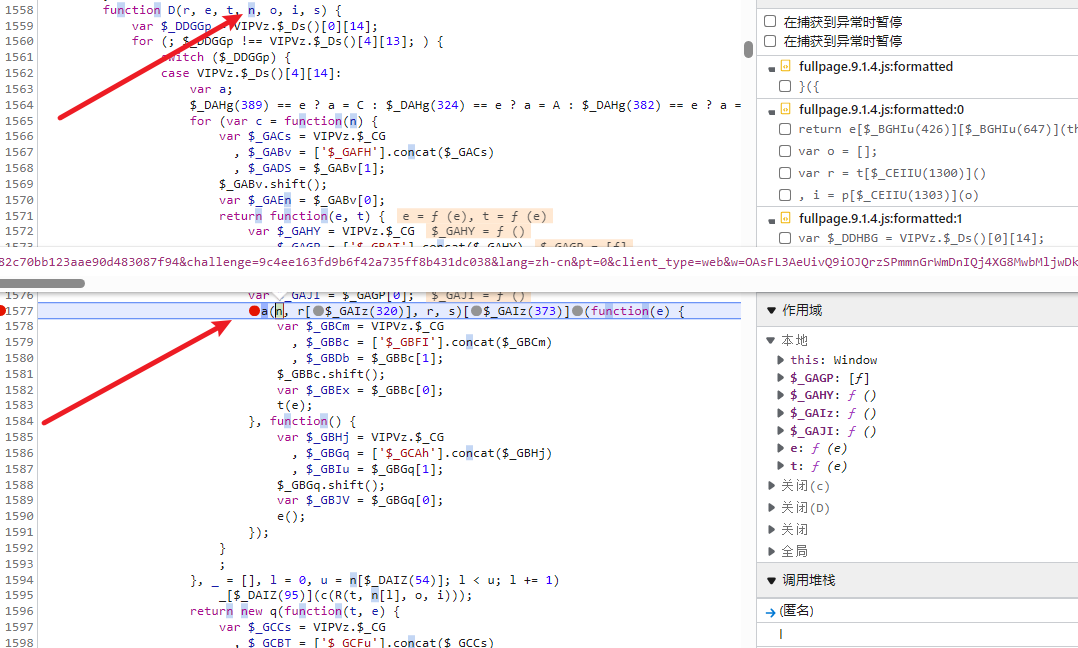 1558 function D(r, e, t, n, o, i, s) {
1559 var $_DDGGp = VIPVz.$_Ds()[0][14];
1560 for (; $_DDGGp !== VIPVz.$_Ds()[4][13]; ) {
1561 switch ($_DDGGp) {
1562 case VIPVz.$_Ds()[4][14]:
1563 var a;
1564 $_DAHg(389) == e ? a = C : $_DAHg(324) == e ? a = A : $_DAHg(382) == e ? a =
1565 for (var c = function(n) {
1566 var $_GACs = VIPVz.$_CG
1567 , $_GABv = ['$_GAFH'].concat($_GACs)
1568 , $_GADS = $_GABv[1];
1569 $_GABv.shift();
1570 var $_GAEn = $_GABv[0];
1571 return function(e, t) { e = ƒ (e), t = ƒ (e)
1572 var $_GAHY = VIPVz.$_CG $_GAHY = ƒ ()
82c70bb123aae90d483087f94&challenge=9c4ee163fd9b6f42a735ff8b431dc038&lang=zh-cn&pt=0&client_type=web&w=OAsFL3AeUivQ9iOJQrzSPmmnGrWmDnIQj4XG8MwbMljwDk
1576 var $_GAJI = $_GAGP[0]; $_GAJI = ƒ ()
1577 a(n, r[$_GAIz(320)], r, s)[$_GAIz(373)](function(e) {
1578 var $_GBCm = VIPVz.$_CG
1579 , $_GBBc = ['$_GBFI'].concat($_GBCm)
1580 , $_GBDb = $_GBBc[1];
1581 $_GBBc.shift();
1582 var $_GBEx = $_GBBc[0];
1583 t(e);
1584 }, function() {
1585 var $_GBHj = VIPVz.$_CG
1586 , $_GBGq = ['$_GCAh'].concat($_GBHj)
1587 , $_GBIu = $_GBGq[1];
1588 $_GBGq.shift();
1589 var $_GBJV = $_GBGq[0];
1590 e();
1591 });
1592 }
1593 ;
1594 }, _ = [], l = 0, u = n[$_DAIZ(54)]; l < u; l += 1)
1595 _[$_DAIZ(95)](c(R(t, n[l], o, i)));
1596 return new q(function(t, e) {
1597 var $_GCCs = VIPVz.$_CG
1598 , $_GCBT = ['$_GCFu'].concat($_GCCs)
在捕获到异常时暂停
在捕获到异常时暂停
fullpage.9.1.4.js:formatted
}({
fullpage.9.1.4.js:formatted:0
return e[$_BGHIu(426)][$_BGHIu(647)](th
var o = [];
var r = t[$_CEIIU(1300)]()
, i = p[$_CEIIU(1303)](o)
fullpage.9.1.4.js:formatted:1
var $_DDHBG = VIPVz.$_Ds()[0][14];
作用域
本地
this: Window
$_GAGP: [ƒ]
$_GAHY: ƒ ()
$_GAIz: ƒ ()
$_GAJI: ƒ ()
e: ƒ (e)
t: ƒ (e)
关闭(c)
关闭(D)
关闭
全局
调用堆栈
(匿名)